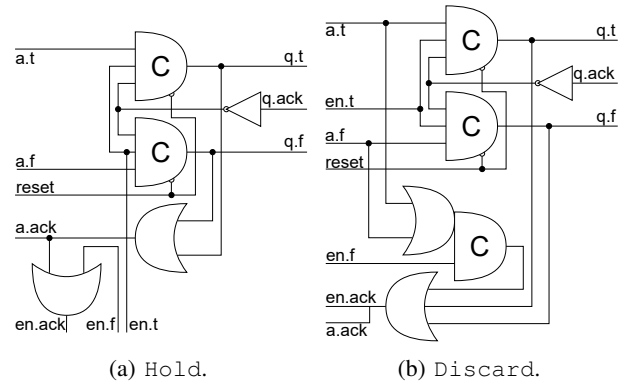 a.t
C
q.t
q.ack
C
q.f
a.f
reset
a.ack
en.ack
en.f
en.t
(a) Hold.
a.t
C
q.t
q.ack
en.t
C
q.f
a.f
reset
C
en.f
en.ack
a.ack
(b) Discard.